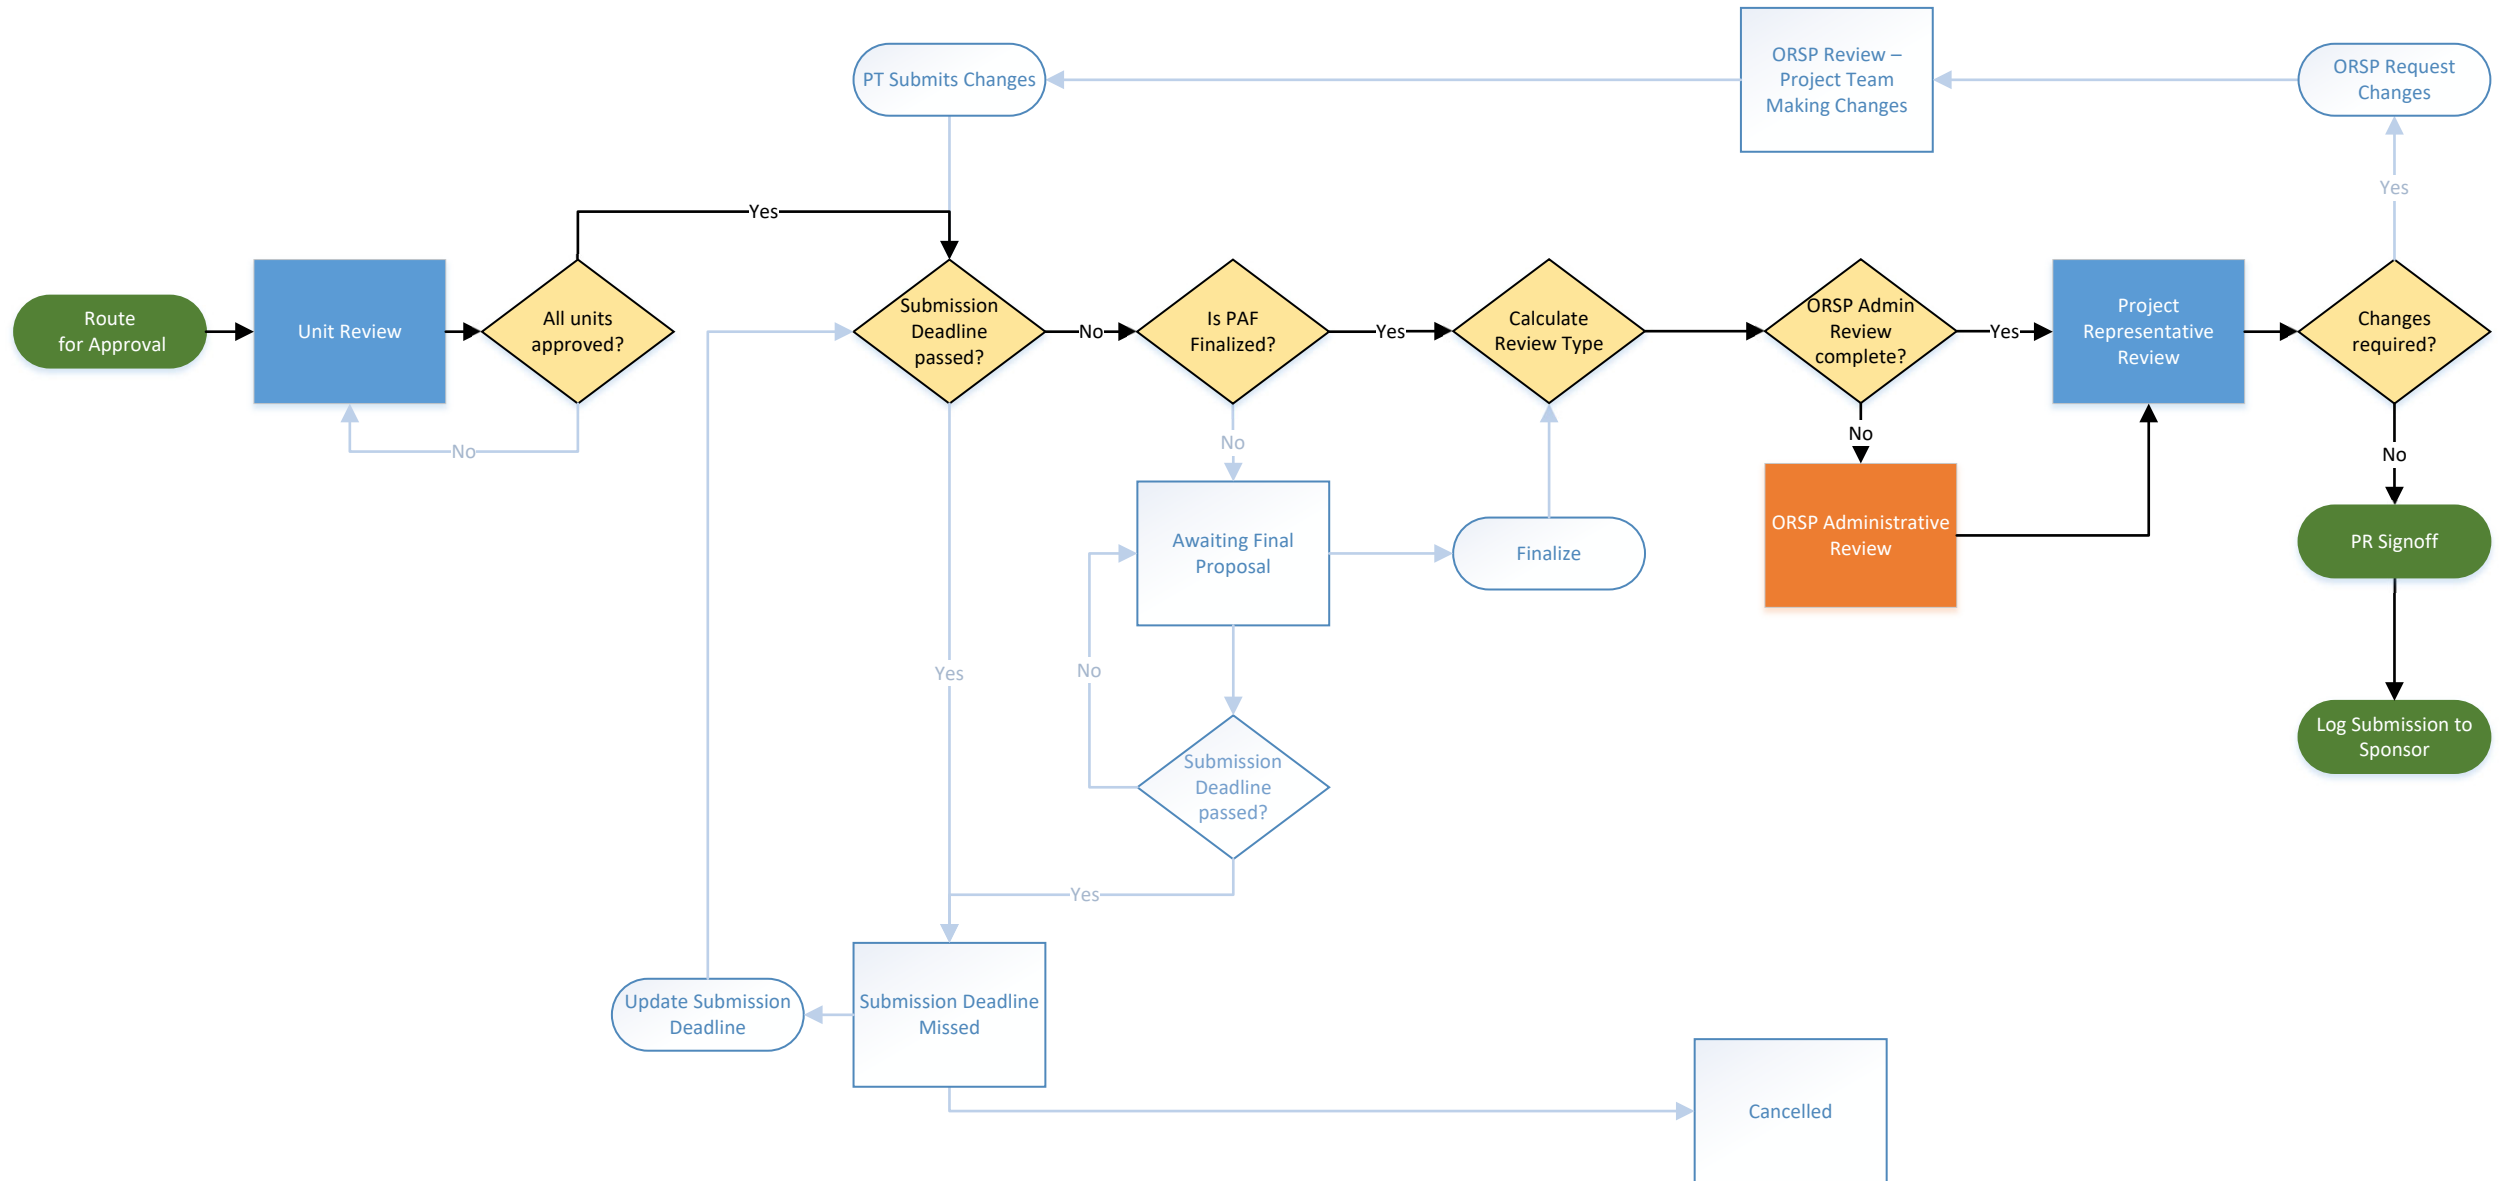 PT Submits Changes
ORSP Review –
Project Team
Making Changes
ORSP Request
Changes
Yes
Yes
Route
for Approval
Unit Review
All units
approved?
No
Submission
Deadline
passed?
No
Is PAF
Finalized?
Yes
Calculate
Review Type
ORSP Admin
Review
complete?
Yes
Project
Representative
Review
Changes
required?
No
No
No
ORSP Administrative
Review
PR Signoff
Awaiting Final
Proposal
Finalize
Yes
No
Log Submission to
Sponsor
Submission
Deadline
passed?
Yes
Update Submission
Deadline
Submission Deadline
Missed
Cancelled